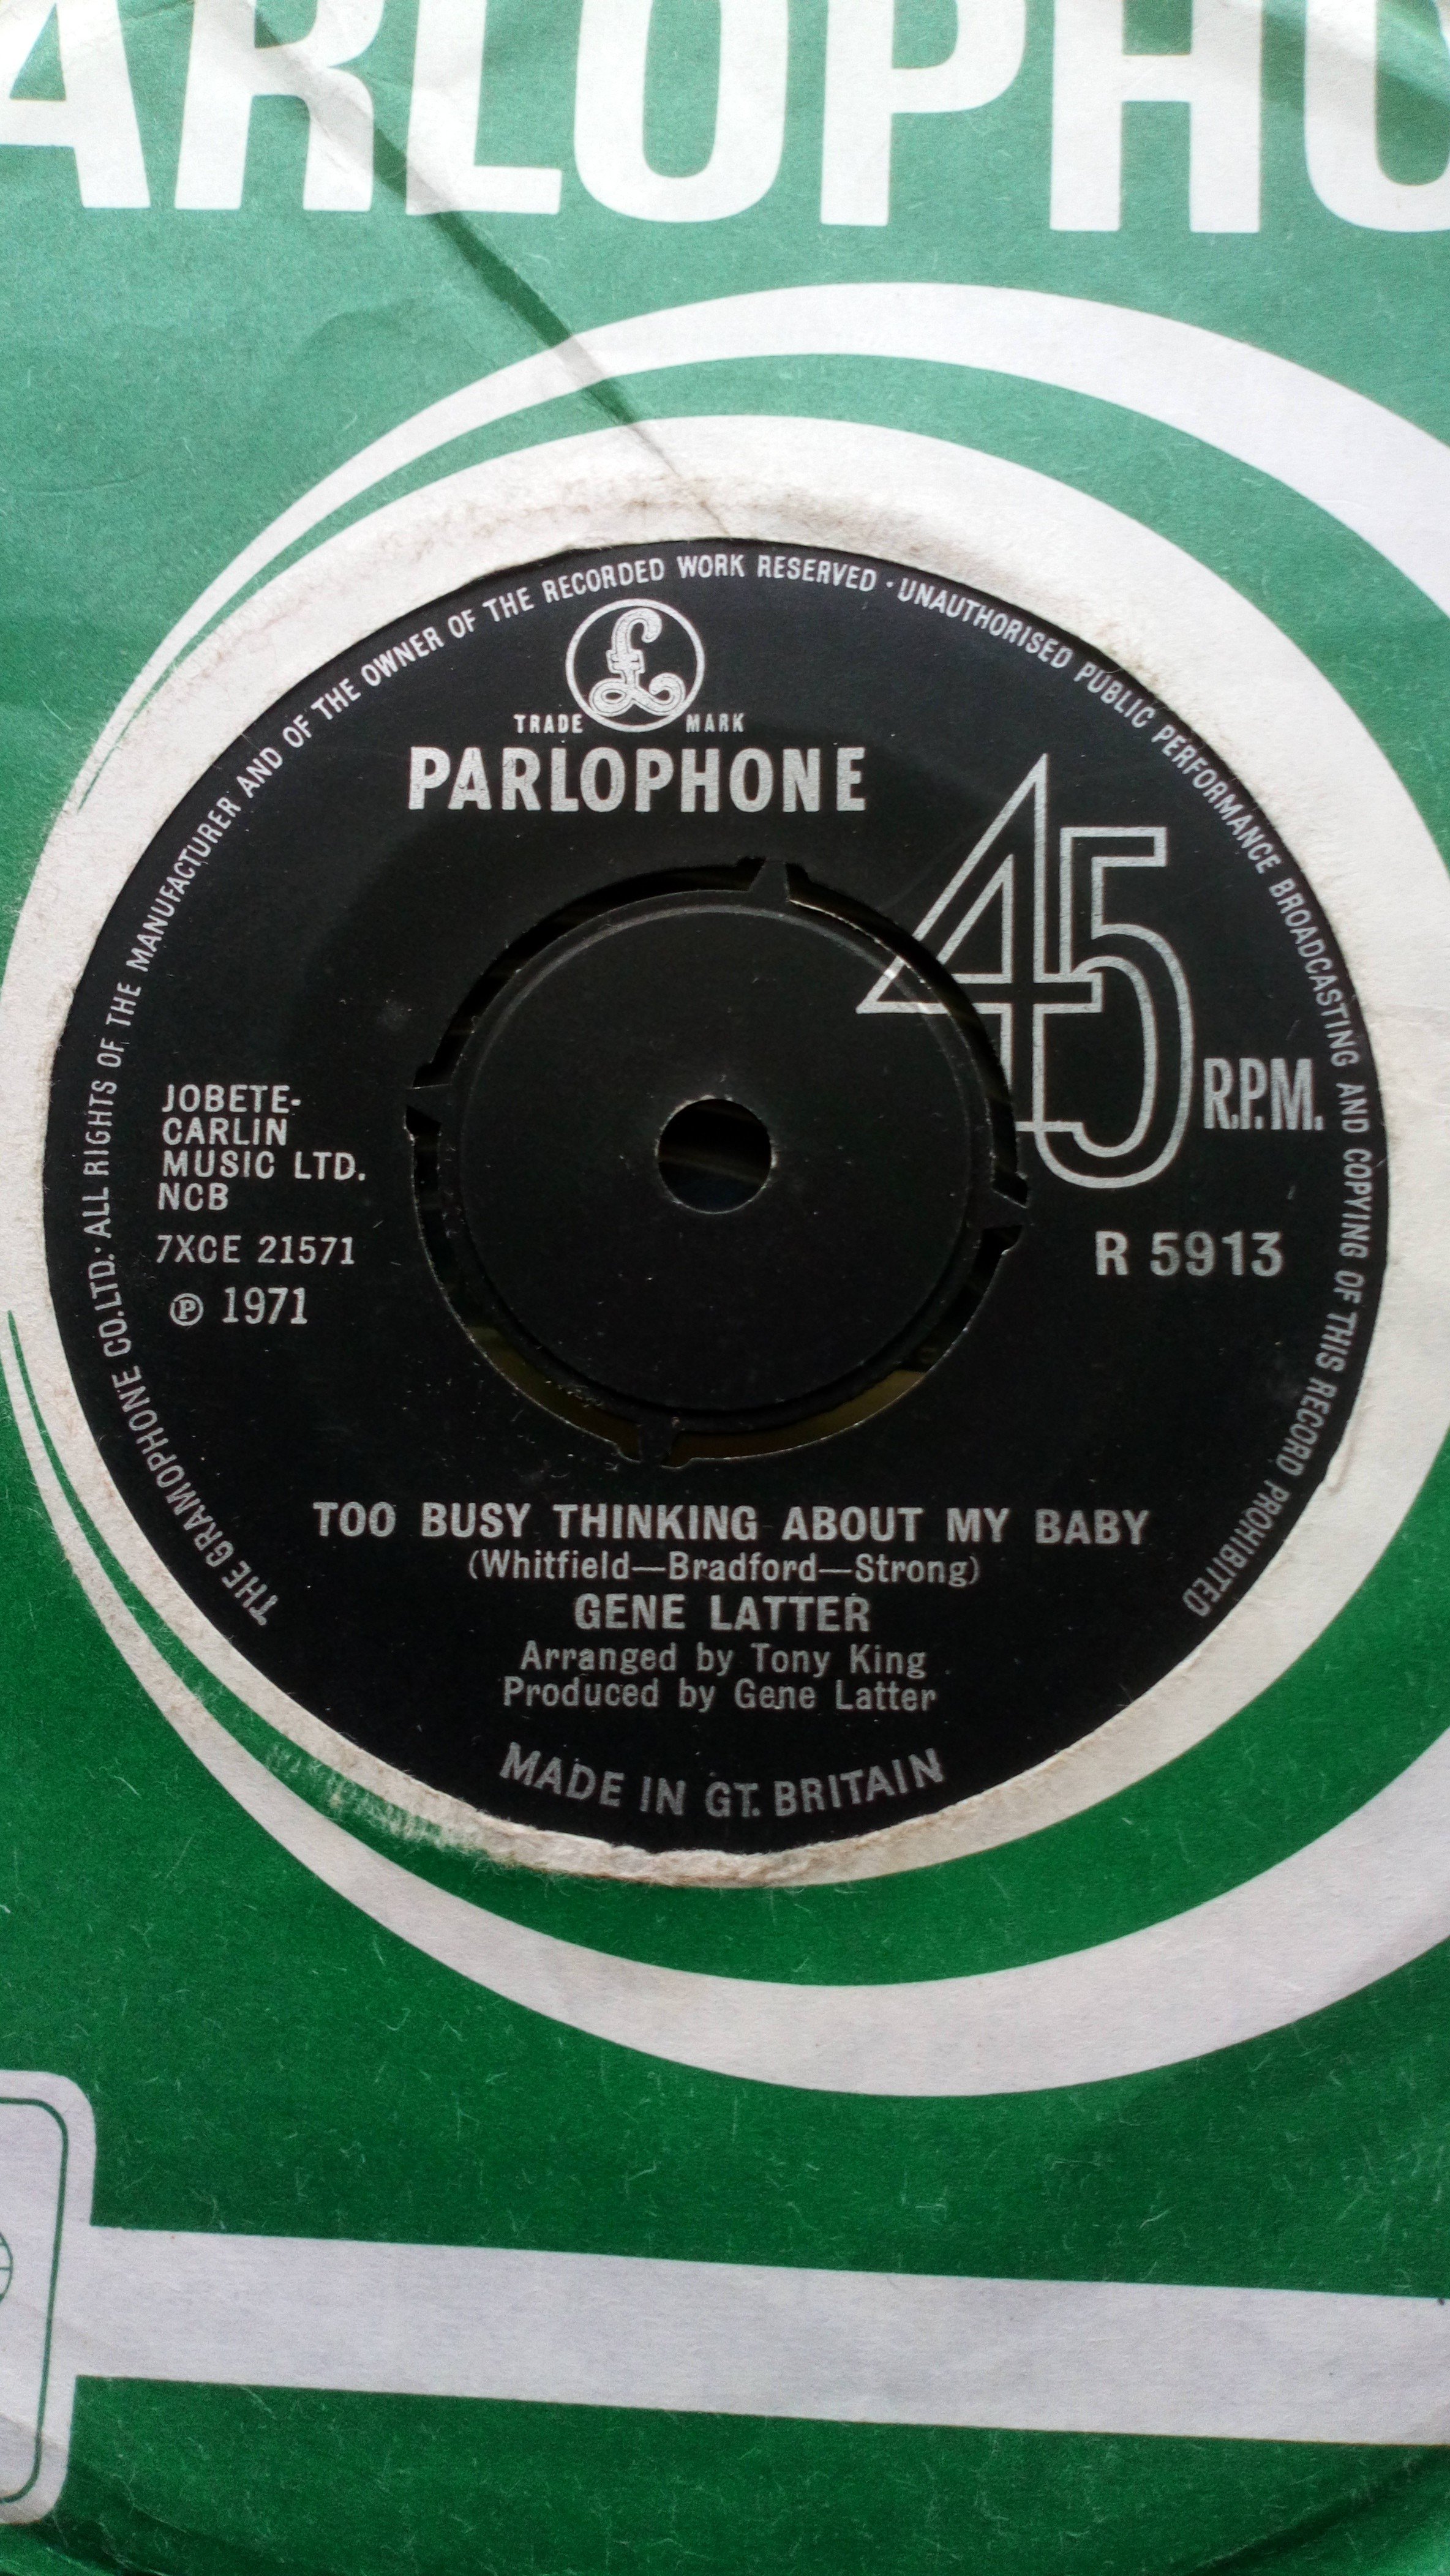 ARLOPHO
THE GRAMOPHONE CO. LTD. · ALL RIGHTS OF THE MANUFACTURER AND OF THE OWNER OF THE RECORDED WORK RESERVED · UNAUTHORISED PUBLIC PERFORMANCE BROADCASTING AND COPYING OF THIS RECORD PROHIBITED
£
TRADE MARK
PARLOPHONE
45 R.P.M.
JOBETE-
CARLIN
MUSIC LTD.
NCB
7XCE 21571
℗ 1971
R 5913
TOO BUSY THINKING ABOUT MY BABY
(Whitfield—Bradford—Strong)
GENE LATTER
Arranged by Tony King
Produced by Gene Latter
MADE IN GT. BRITAIN